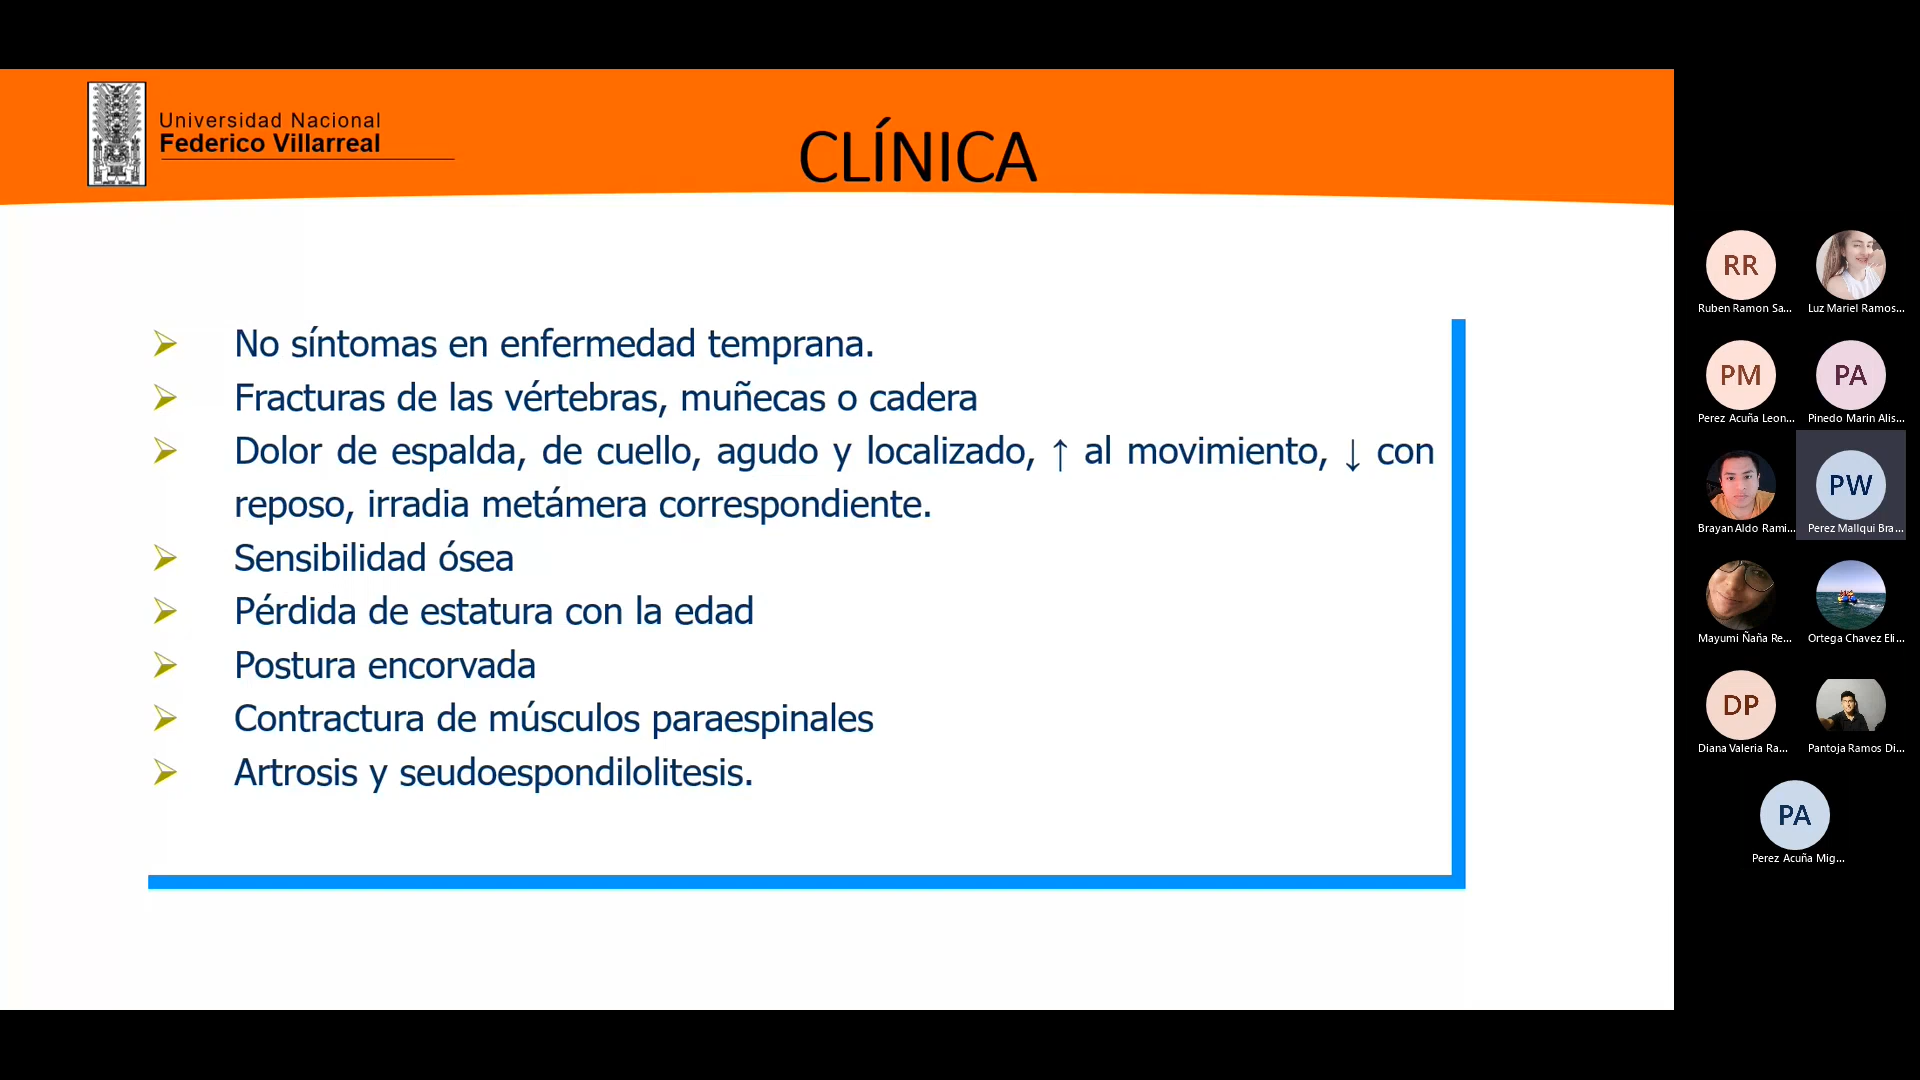 Universidad Nacional
Federico Villarreal
CLÍNICA
No síntomas en enfermedad temprana.
Fracturas de las vértebras, muñecas o cadera
Dolor de espalda, de cuello, agudo y localizado, ↑ al movimiento, ↓ con
reposo, irradia metámera correspondiente.
Sensibilidad ósea
Pérdida de estatura con la edad
Postura encorvada
Contractura de músculos paraespinales
Artrosis y seudoespondilolitesis.
RR
Ruben Ramon Sa...
Luz Mariel Ramos...
PM
Perez Acuña Leon...
PA
Pinedo Marin Alis...
Brayan Aldo Rami...
PW
Perez Mallqui Bra...
Mayumi Ñaña Re...
Ortega Chavez Eli...
DP
Diana Valeria Ra...
Pantoja Ramos Di...
PA
Perez Acuña Mig...